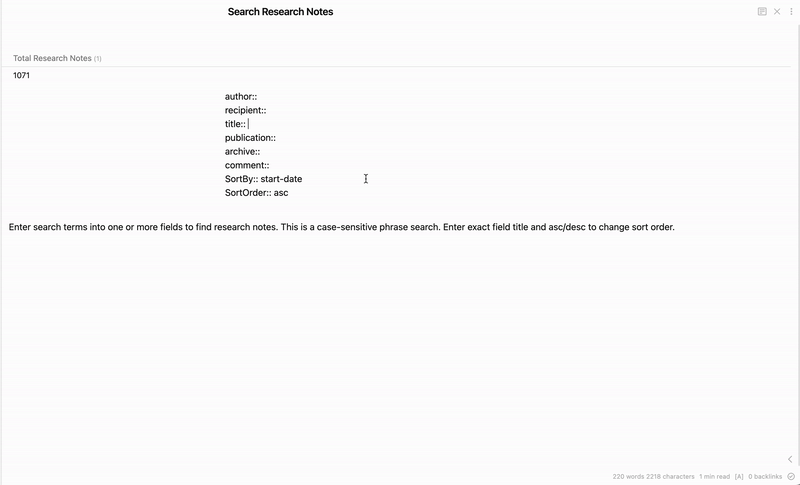 Search Research Notes
Total Research Notes (1)
1071
author::
recipient::
title::
publication::
archive::
comment::
SortBy:: start-date
SortOrder:: asc
Enter search terms into one or more fields to find research notes. This is a case-sensitive phrase search. Enter exact field title and asc/desc to change sort order.
220 words 2218 characters 1 min read [A] 0 backlinks